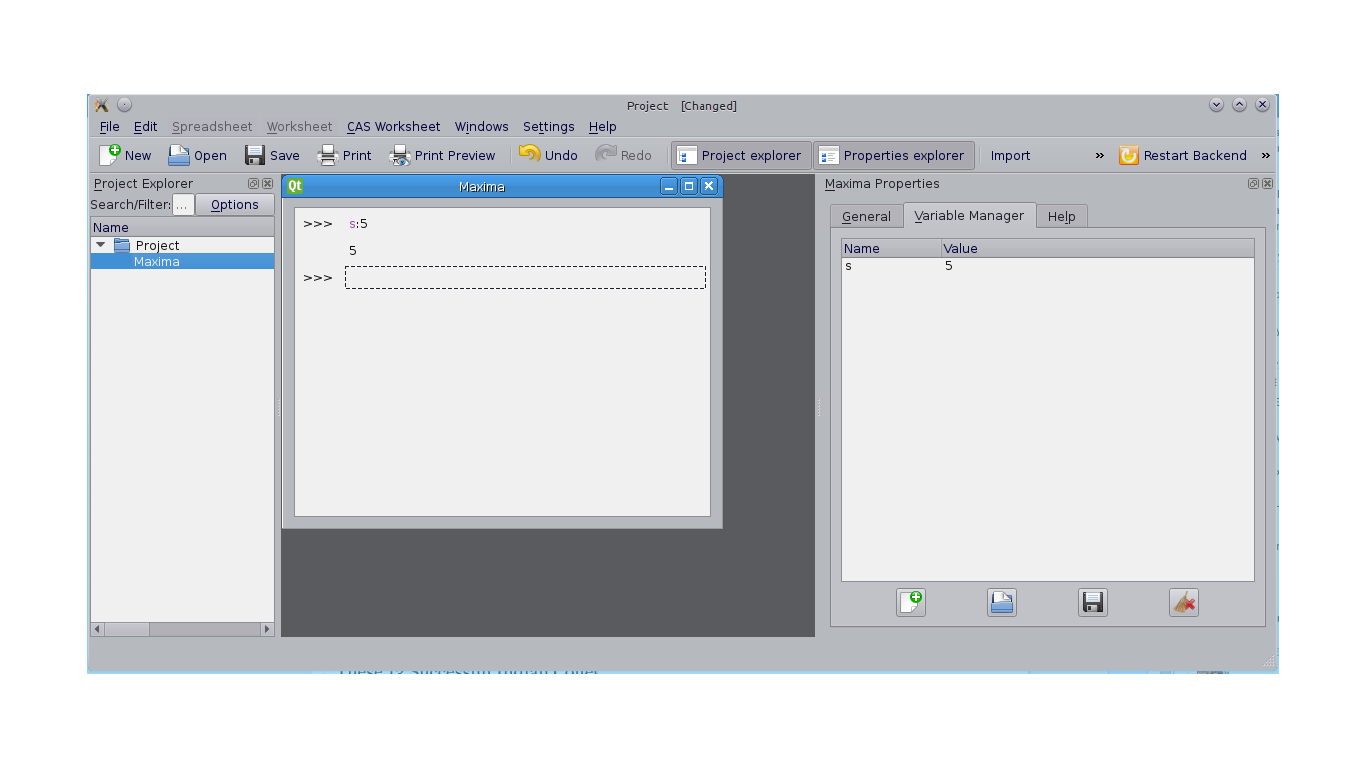 Project [Changed]
File Edit Spreadsheet Worksheet CAS Worksheet Windows Settings Help
New Open Save Print Print Preview Undo Redo Project explorer Properties explorer Import » Restart Backend »
Project Explorer
Search/Filter: ... Options
Name
Project
Maxima
Qt Maxima
>>> s:5
5
>>>
Maxima Properties
General Variable Manager Help
Name Value
s 5